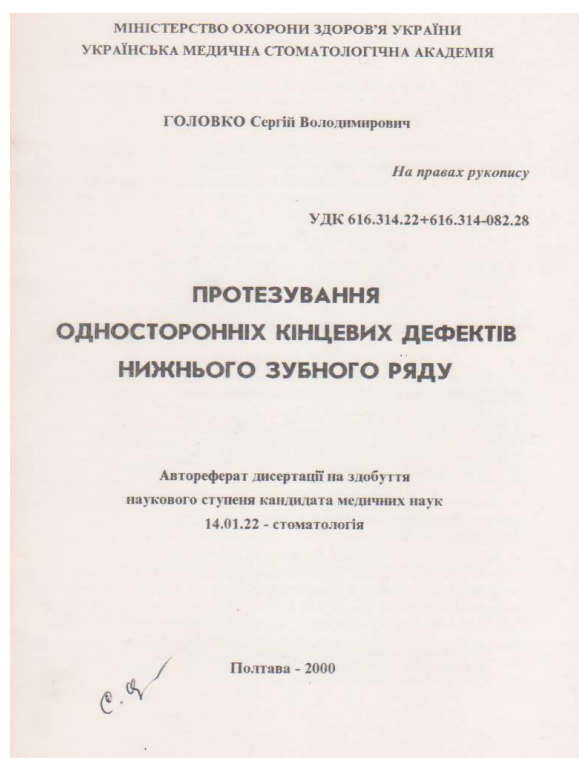 МІНІСТЕРСТВО ОХОРОНИ ЗДОРОВ'Я УКРАЇНИ
УКРАЇНСЬКА МЕДИЧНА СТОМАТОЛОГІЧНА АКАДЕМІЯ
ГОЛОВКО Сергій Володимирович
На правах рукопису
УДК 616.314.22+616.314-082.28
ПРОТЕЗУВАННЯ
ОДНОСТОРОННІХ КІНЦЕВИХ ДЕФЕКТІВ
НИЖНЬОГО ЗУБНОГО РЯДУ
Автореферат дисертації на здобуття
наукового ступеня кандидата медичних наук
14.01.22 - стоматологія
Полтава - 2000